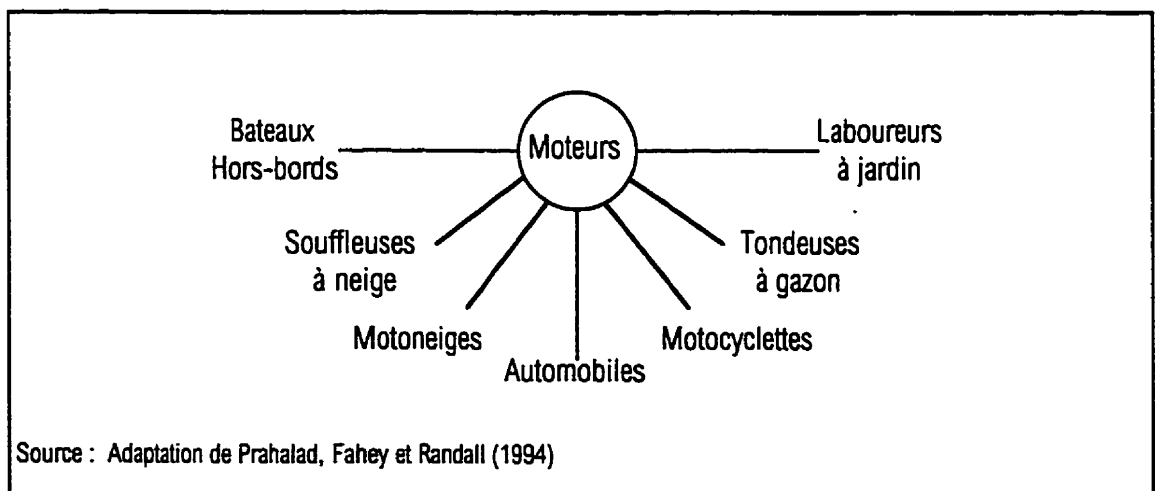 Bateaux
Hors-bords
Moteurs
Laboureurs
à jardin
Souffleuses
à neige
Tondeuses
à gazon
Motoneiges
Motocyclettes
Automobiles
Source : Adaptation de Prahalad, Fahey et Randall (1994)